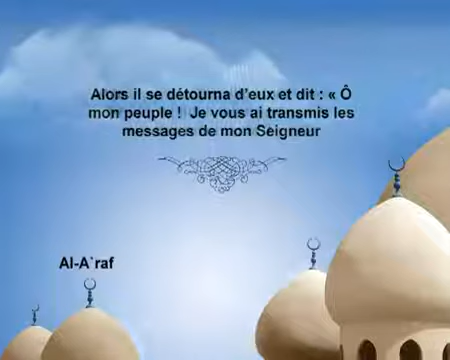 Alors il se détourna d'eux et dit : « Ô
mon peuple !  Je vous ai transmis les
messages de mon Seigneur
Al-A`raf